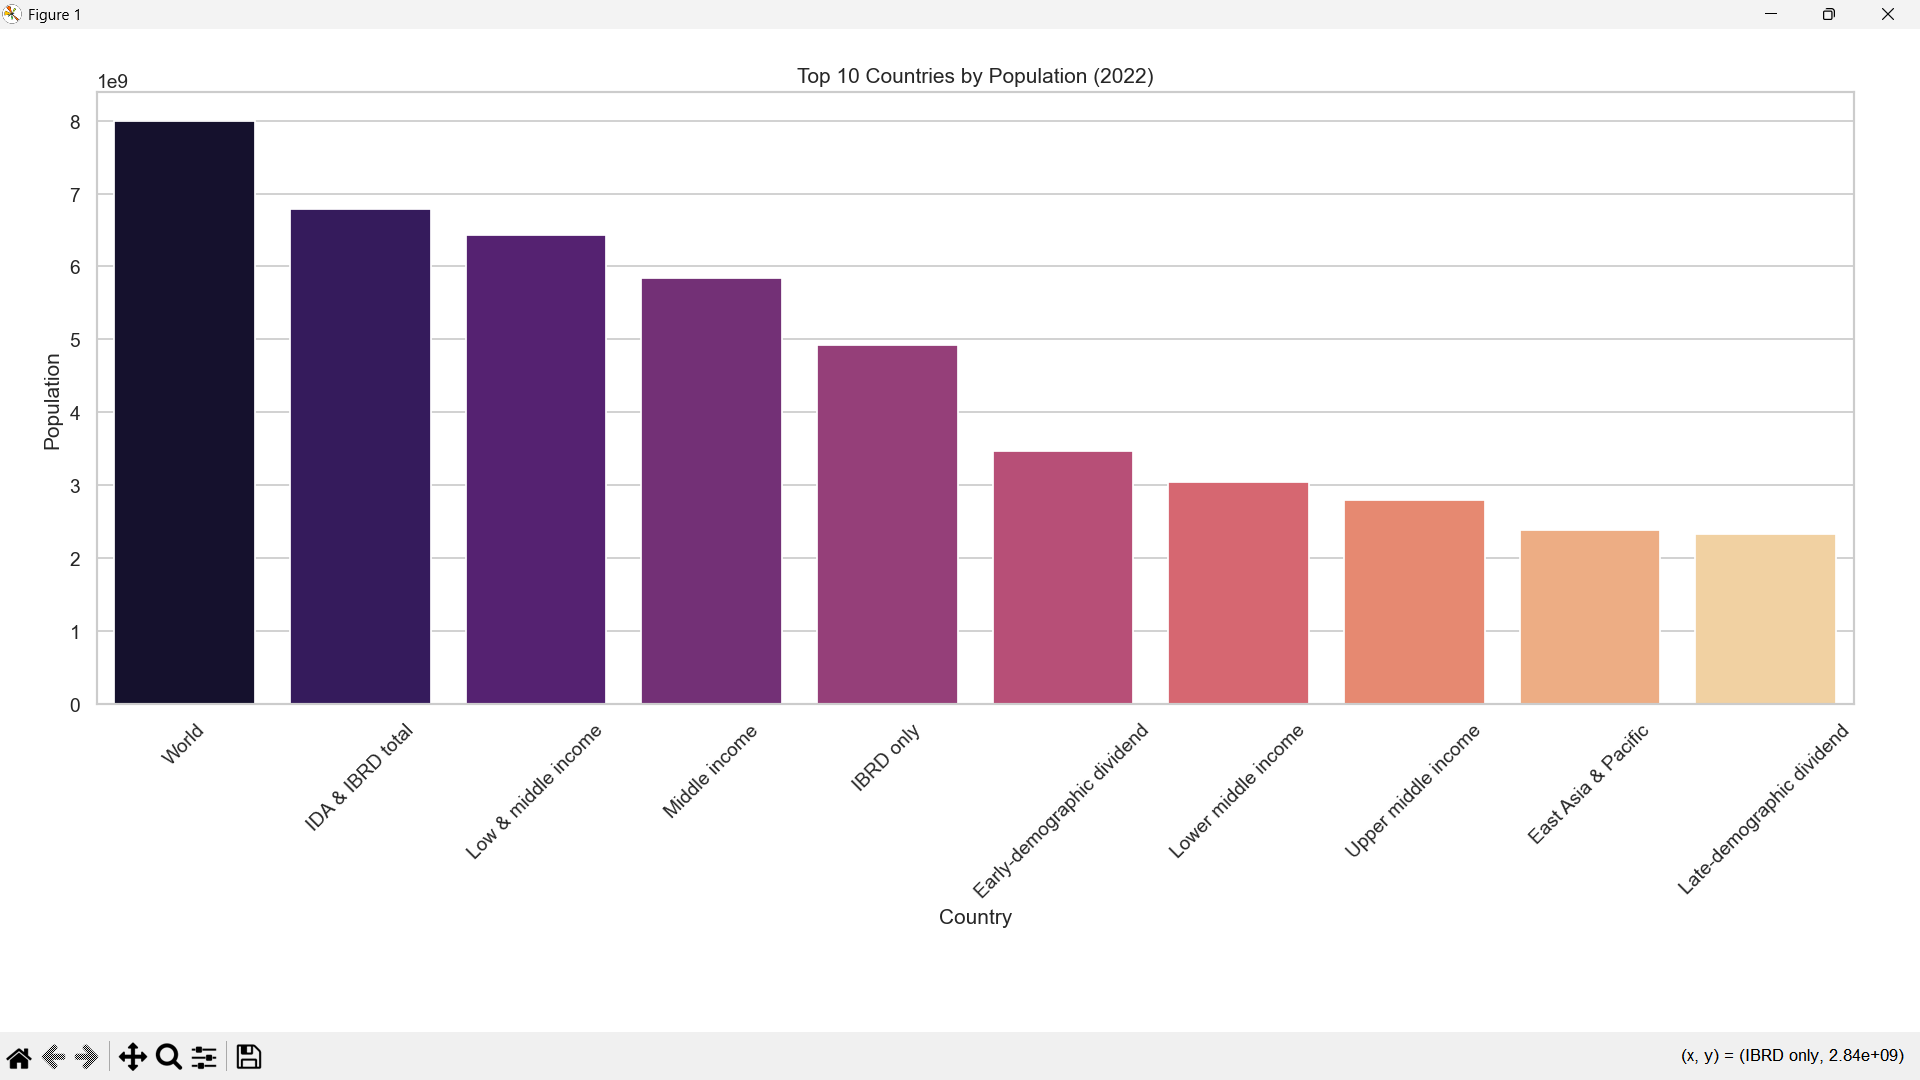 Figure 1
Top 10 Countries by Population (2022)
1e9
8
7
6
5
4
3
2
1
0
Population
World
IDA & IBRD total
Low & middle income
Middle income
IBRD only
Early-demographic dividend
Lower middle income
Upper middle income
East Asia & Pacific
Late-demographic dividend
Country
(x, y) = (IBRD only, 2.84e+09)